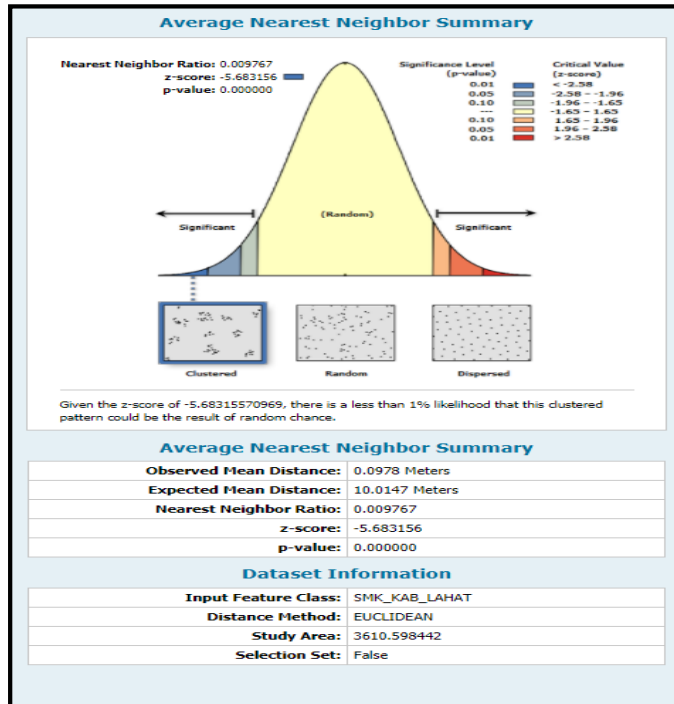 Average Nearest Neighbor Summary
Nearest Neighbor Ratio: 0.009767
z-score: -5.683156
p-value: 0.000000
Significance Level (p-value)
Critical Value (z-score)
0.01 < -2.58
0.05 -2.58 - -1.96
0.10 -1.96 - -1.65
--- -1.65 - 1.65
0.10 1.65 - 1.96
0.05 1.96 - 2.58
0.01 > 2.58
Significant
(Random)
Significant
Clustered
Random
Dispersed
Given the z-score of -5.68315570969, there is a less than 1% likelihood that this clustered
pattern could be the result of random chance.
Average Nearest Neighbor Summary
Observed Mean Distance: 0.0978 Meters
Expected Mean Distance: 10.0147 Meters
Nearest Neighbor Ratio: 0.009767
z-score: -5.683156
p-value: 0.000000
Dataset Information
Input Feature Class: SMK_KAB_LAHAT
Distance Method: EUCLIDEAN
Study Area: 3610.598442
Selection Set: False